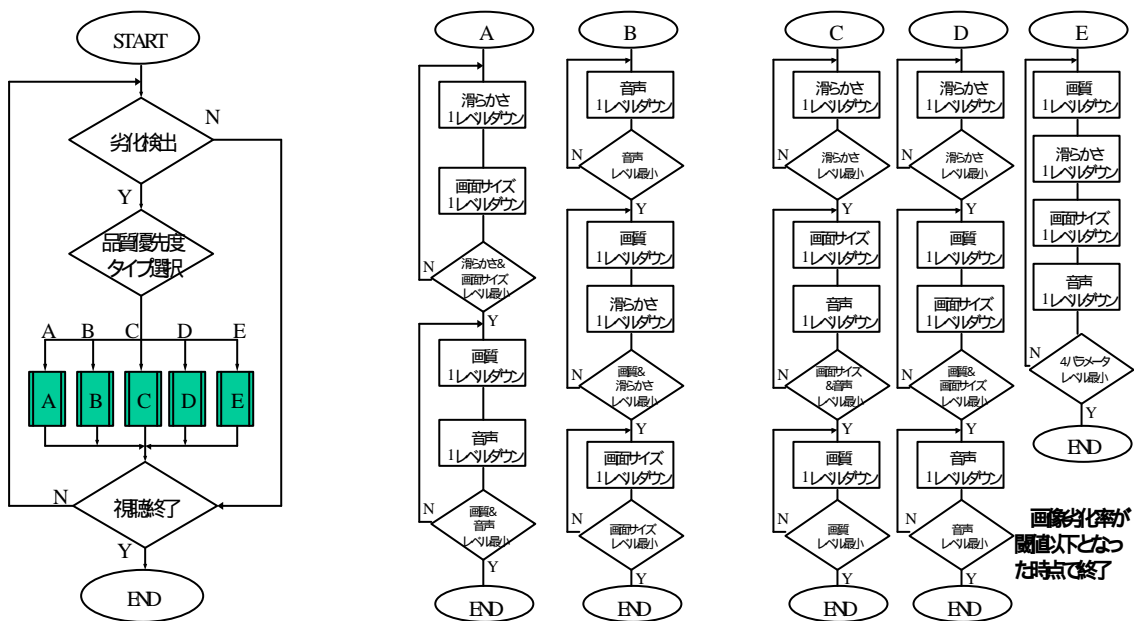 START
劣化検出
N
Y
品質優先度
タイプ選択
A
B
C
D
E
A
B
C
D
E
視聴終了
N
Y
END
A
滑らかさ
1レベルダウン
画面サイズ
1レベルダウン
滑らかさ&
画面サイズ
レベル最小
N
Y
画質
1レベルダウン
音声
1レベルダウン
画質&
音声
レベル最小
N
Y
END
B
音声
1レベルダウン
音声
レベル最小
N
Y
画質
1レベルダウン
滑らかさ
1レベルダウン
画質&
滑らかさ
レベル最小
N
Y
画面サイズ
1レベルダウン
画面サイズ
レベル最小
N
Y
END
C
滑らかさ
1レベルダウン
滑らかさ
レベル最小
N
Y
画面サイズ
1レベルダウン
音声
1レベルダウン
画面サイズ
&音声
レベル最小
N
Y
画質
1レベルダウン
画質
レベル最小
N
Y
END
D
滑らかさ
1レベルダウン
滑らかさ
レベル最小
N
Y
画質
1レベルダウン
画面サイズ
1レベルダウン
画質&
画面サイズ
レベル最小
N
Y
音声
1レベルダウン
音声
レベル最小
N
Y
END
E
画質
1レベルダウン
滑らかさ
1レベルダウン
画面サイズ
1レベルダウン
音声
1レベルダウン
4パラメータ
レベル最小
N
Y
END
画像劣化率が
閾値以下となっ
た時点で終了